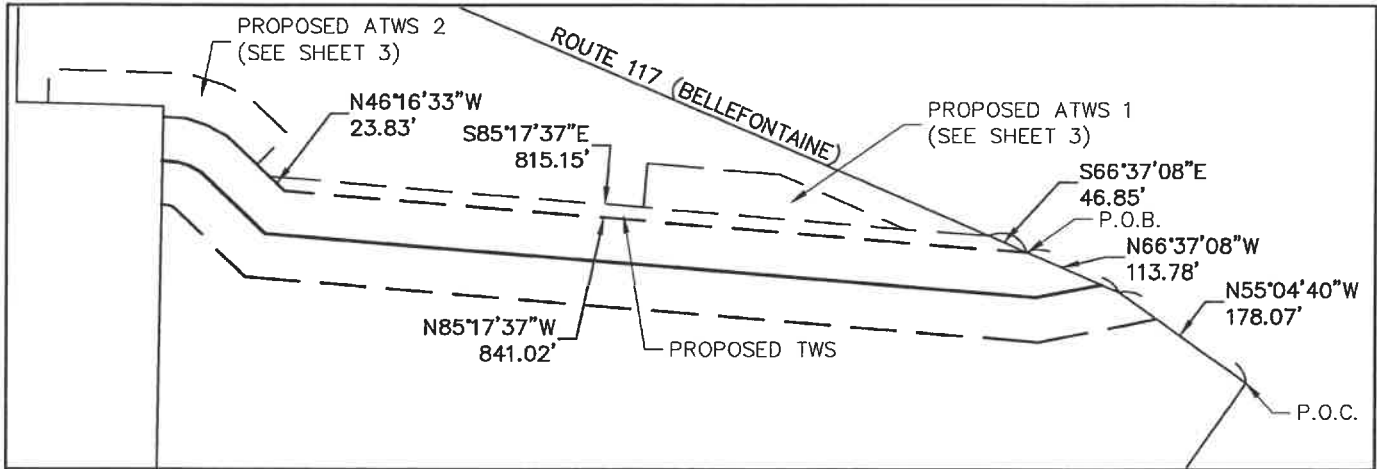 PROPOSED ATWS 2
(SEE SHEET 3)
ROUTE 117 (BELLEFONTAINE)
N46°16'33"W
23.83'
S85°17'37"E
815.15'
PROPOSED ATWS 1
(SEE SHEET 3)
S66°37'08"E
46.85'
P.O.B.
N66°37'08"W
113.78'
N55°04'40"W
178.07'
N85°17'37"W
841.02'
PROPOSED TWS
P.O.C.